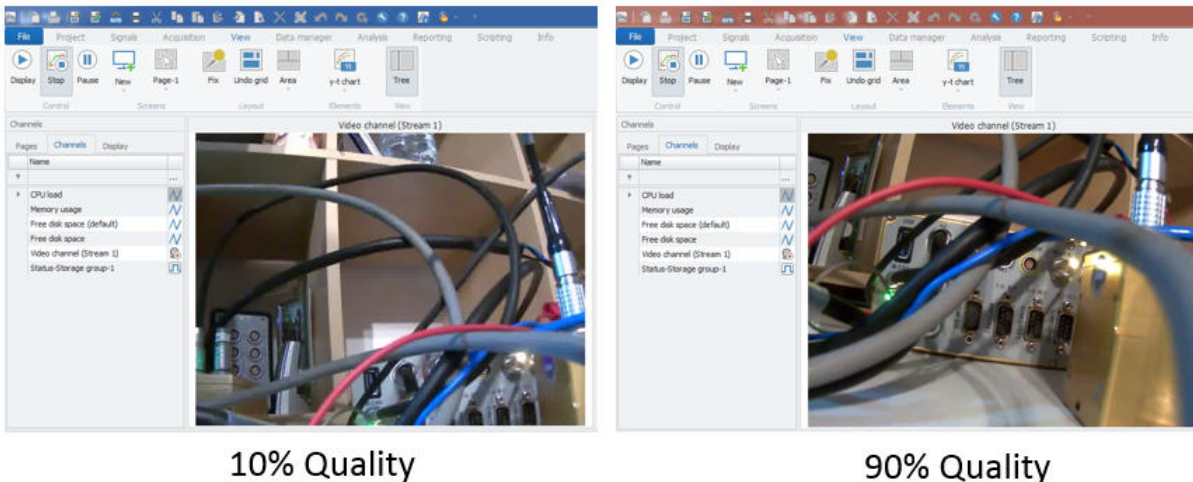 File Project Signals Acquisition View Data manager Analysis Reporting Scripting Info
Display Stop Pause New Page-1 Fix Undo grid Area y-t chart Tree
Control Screens Layout Elements View
Channels
Video channel (Stream 1)
Pages Channels Display
Name
...
CPU load
Memory usage
Free disk space (default)
Free disk space
Video channel (Stream 1)
Status-Storage group-1
10% Quality
File Project Signals Acquisition View Data manager Analysis Reporting Scripting Info
Display Stop Pause New Page-1 Fix Undo grid Area y-t chart Tree
Control Screens Layout Elements View
Channels
Video channel (Stream 1)
Pages Channels Display
Name
...
CPU load
Memory usage
Free disk space (default)
Free disk space
Video channel (Stream 1)
Status-Storage group-1
90% Quality